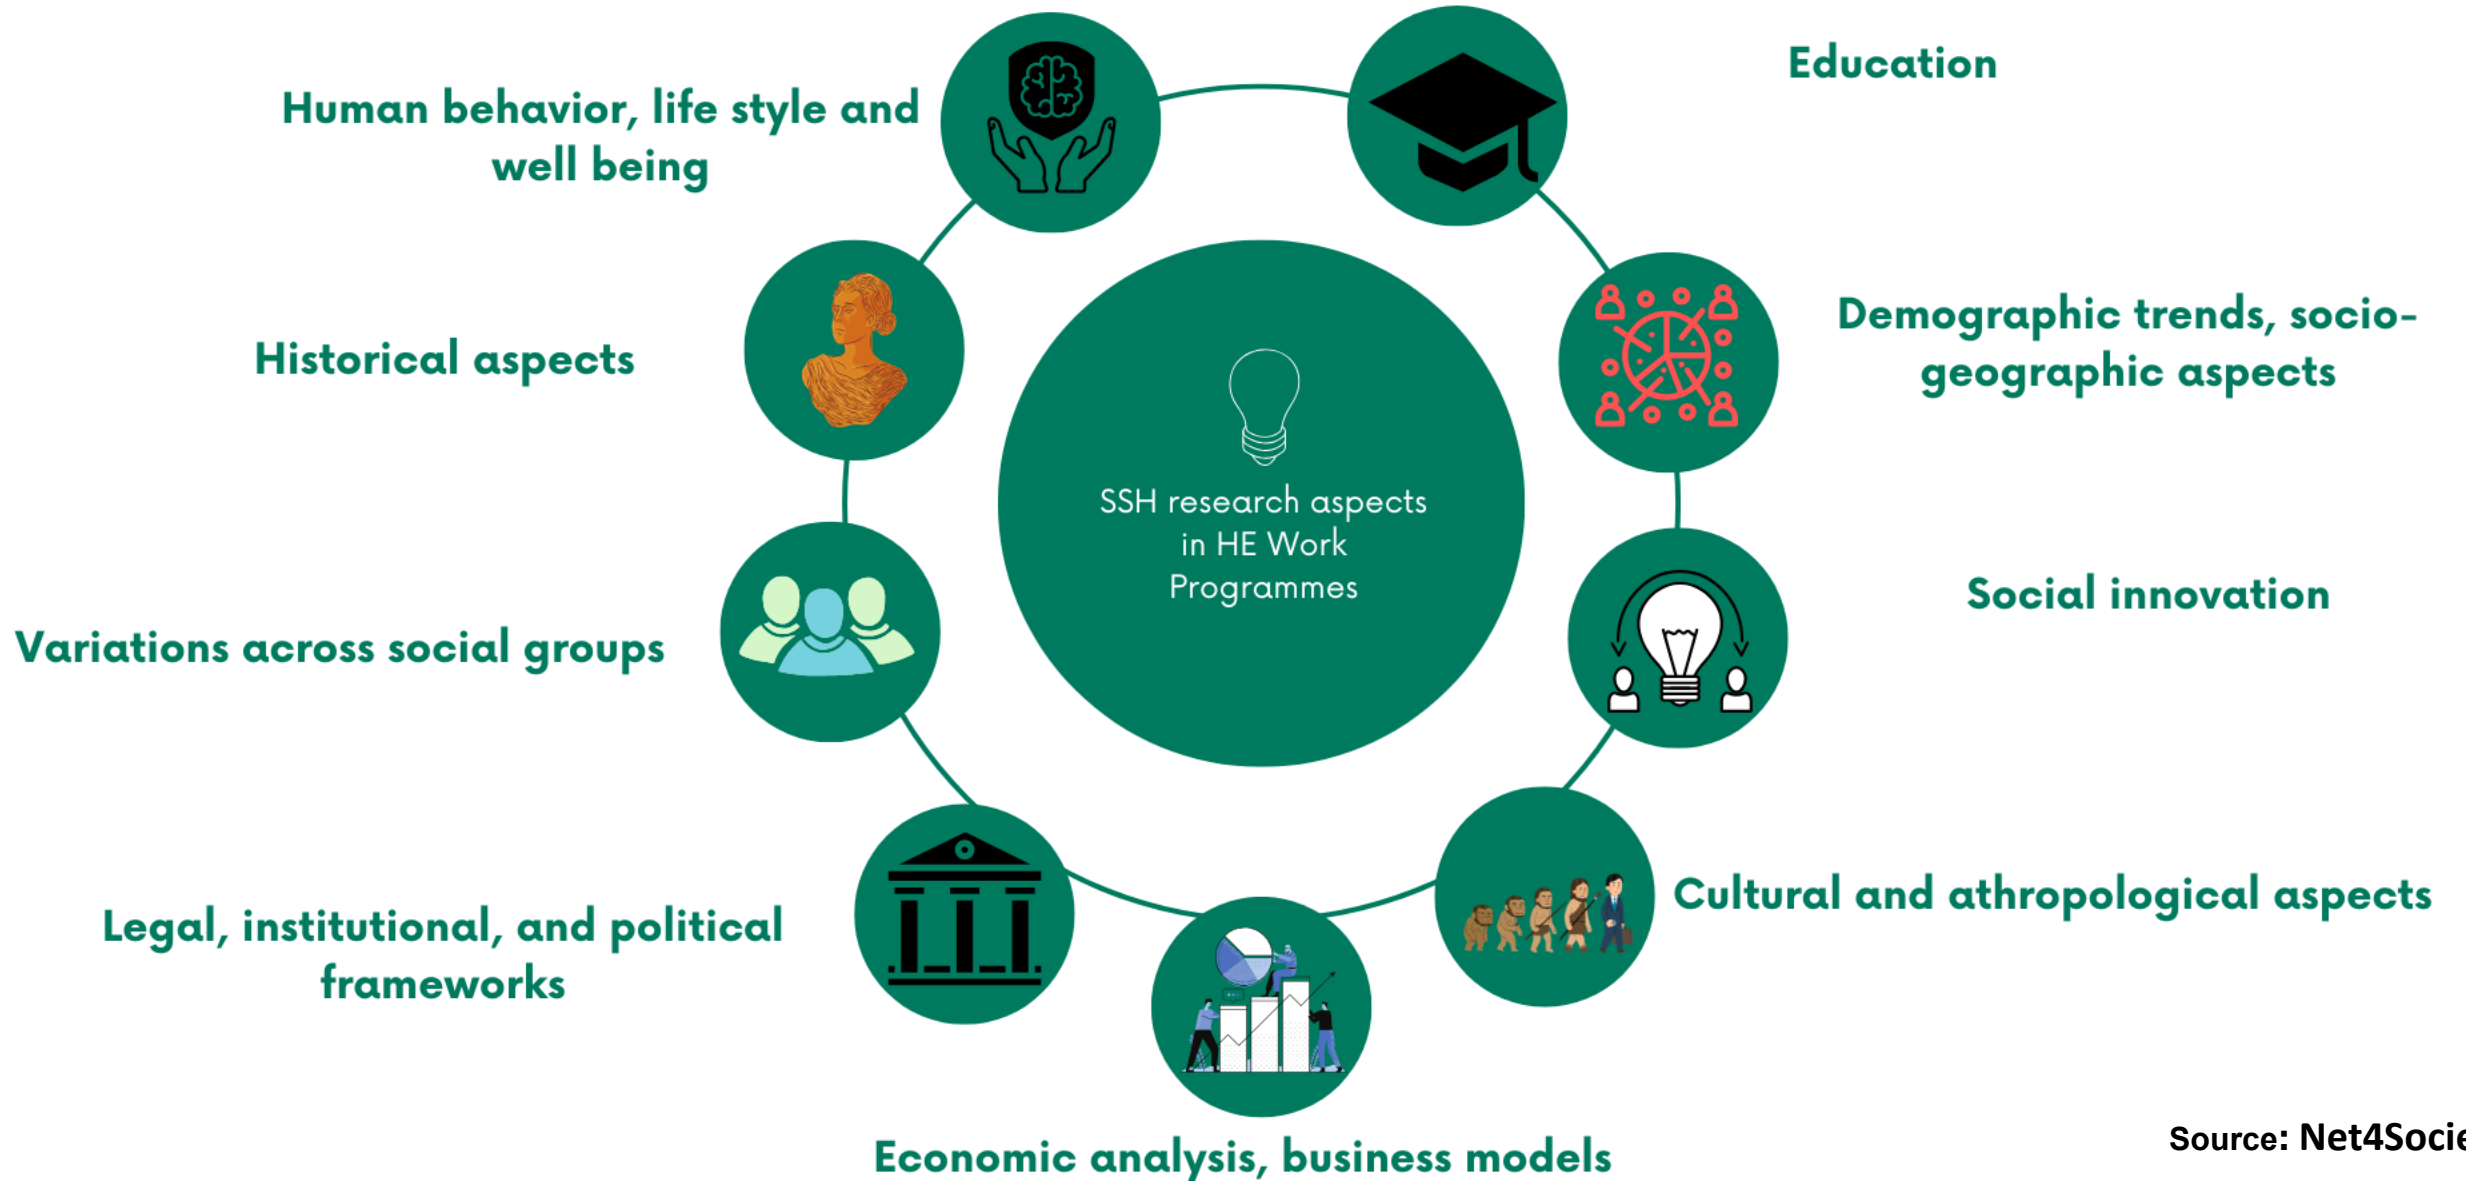 Education
Human behavior, life style and
well being
Demographic trends, socio-
geographic aspects
Historical aspects
SSH research aspects
in HE Work
Programmes
Social innovation
Variations across social groups
Cultural and athropological aspects
Legal, institutional, and political
frameworks
Source: Net4Socie
Economic analysis, business models